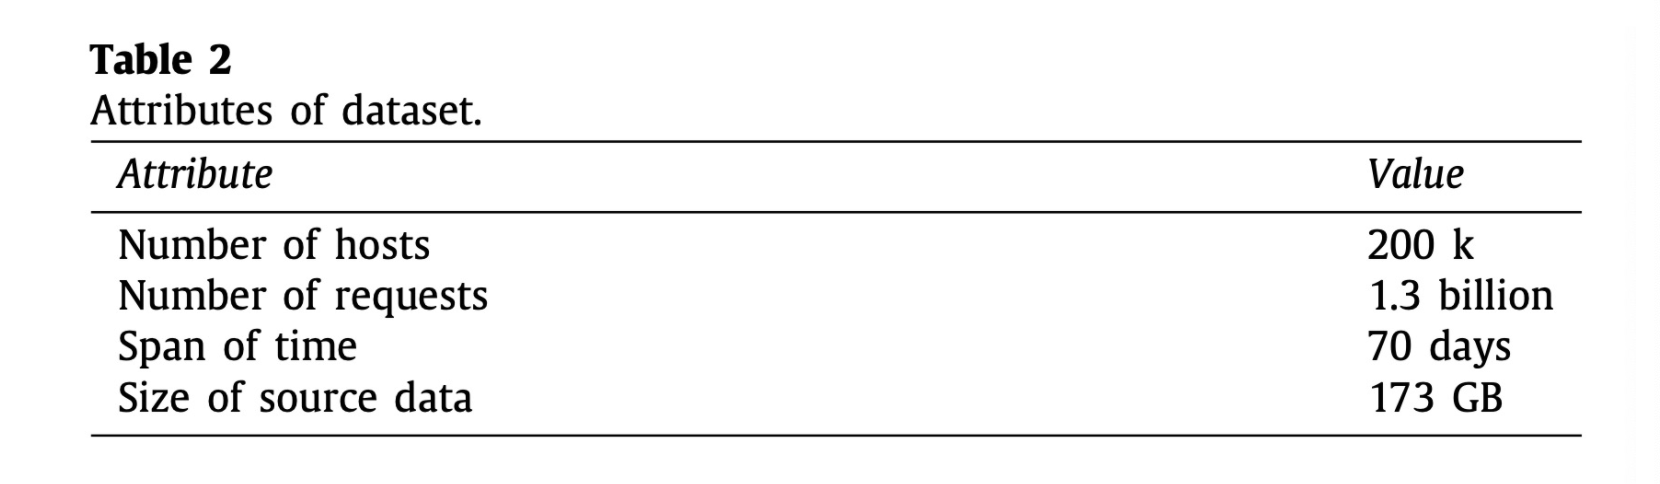 Table 2
Attributes of dataset.
Attribute Value
Number of hosts 200 k
Number of requests 1.3 billion
Span of time 70 days
Size of source data 173 GB